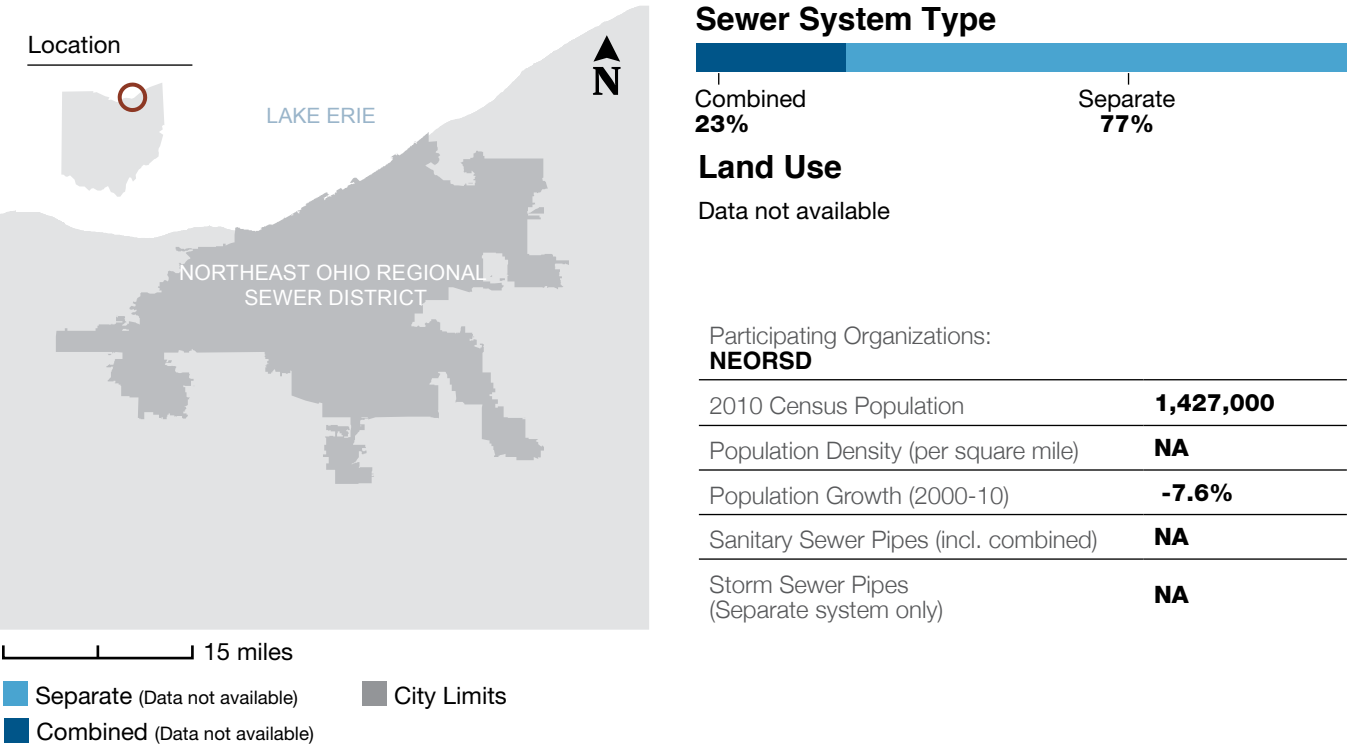 Location
N
LAKE ERIE
NORTHEAST OHIO REGIONAL
SEWER DISTRICT
15 miles
Separate (Data not available)
City Limits
Combined (Data not available)
Sewer System Type
Combined
23%
Separate
77%
Land Use
Data not available
Participating Organizations:
NEORSD
2010 Census Population 1,427,000
Population Density (per square mile) NA
Population Growth (2000-10) -7.6%
Sanitary Sewer Pipes (incl. combined) NA
Storm Sewer Pipes
(Separate system only) NA